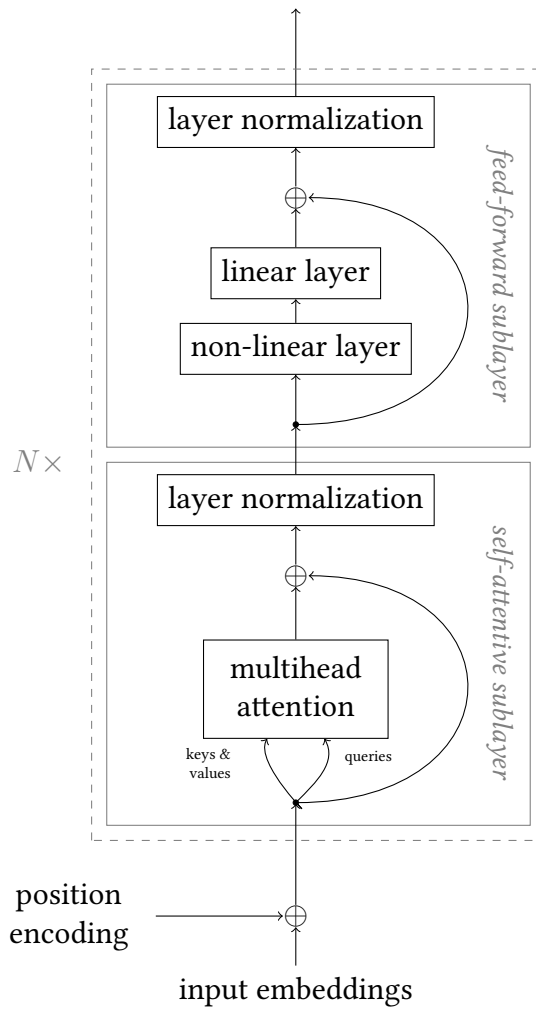 layer normalization
linear layer
non-linear layer
feed-forward sublayer
N×
layer normalization
multihead
attention
keys &
values
queries
self-attentive sublayer
position
encoding
input embeddings